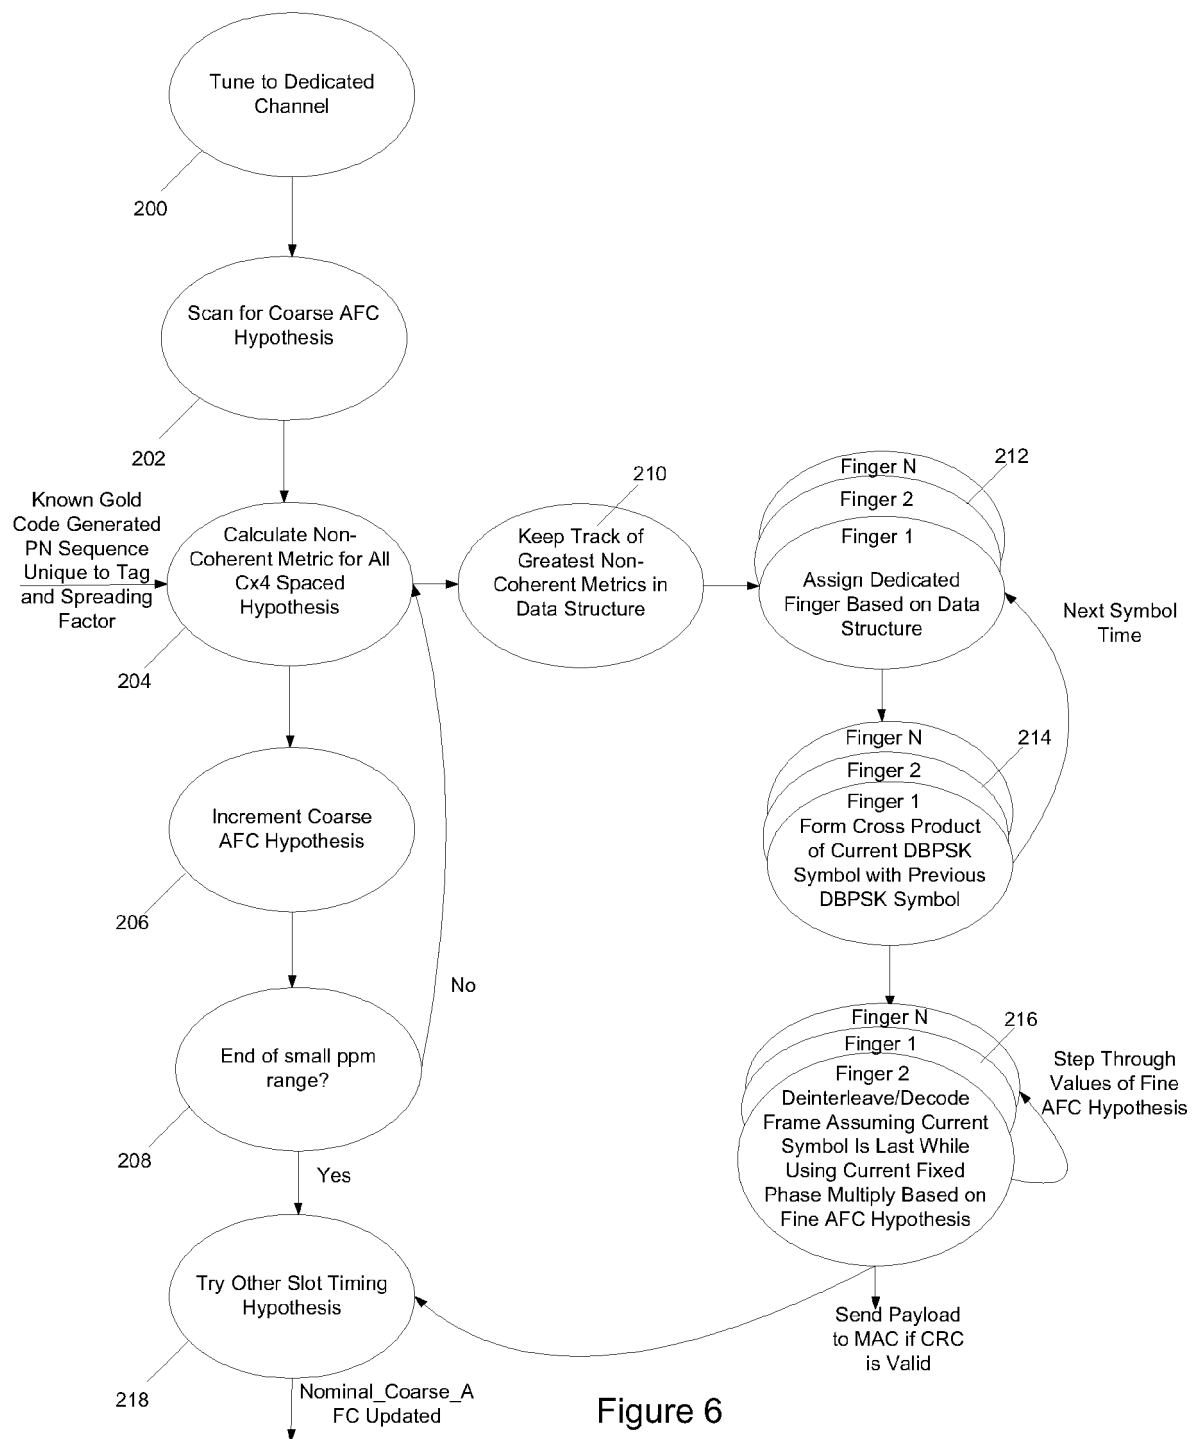 Tune to Dedicated
Channel
200
Scan for Coarse AFC
Hypothesis
202
Known Gold
Code Generated
PN Sequence
Unique to Tag
and Spreading
Factor
Calculate Non-
Coherent Metric for All
Cx4 Spaced
Hypothesis
204
210
Keep Track of
Greatest Non-
Coherent Metrics in
Data Structure
212
Finger N
Finger 2
Finger 1
Assign Dedicated
Finger Based on Data
Structure
Next Symbol
Time
Increment Coarse
AFC Hypothesis
206
214
Finger N
Finger 2
Finger 1
Form Cross Product
of Current DBPSK
Symbol with Previous
DBPSK Symbol
No
End of small ppm
range?
208
Yes
216
Finger N
Finger 1
Finger 2
Deinterleave/Decode
Frame Assuming Current
Symbol Is Last While
Using Current Fixed
Phase Multiply Based on
Fine AFC Hypothesis
Step Through
Values of Fine
AFC Hypothesis
Try Other Slot Timing
Hypothesis
218
Send Payload
to MAC if CRC
is Valid
Nominal_Coarse_A
FC Updated
Figure 6